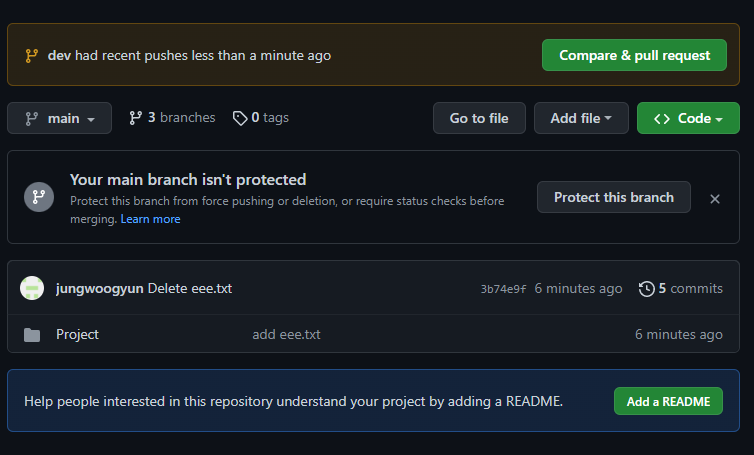 dev had recent pushes less than a minute ago
Compare & pull request
main
3 branches
0 tags
Go to file
Add file
Code
Your main branch isn't protected
Protect this branch from force pushing or deletion, or require status checks before
merging. Learn more
Protect this branch
jungwoogyun Delete eee.txt
3b74e9f 6 minutes ago
5 commits
Project
add eee.txt
6 minutes ago
Help people interested in this repository understand your project by adding a README.
Add a README